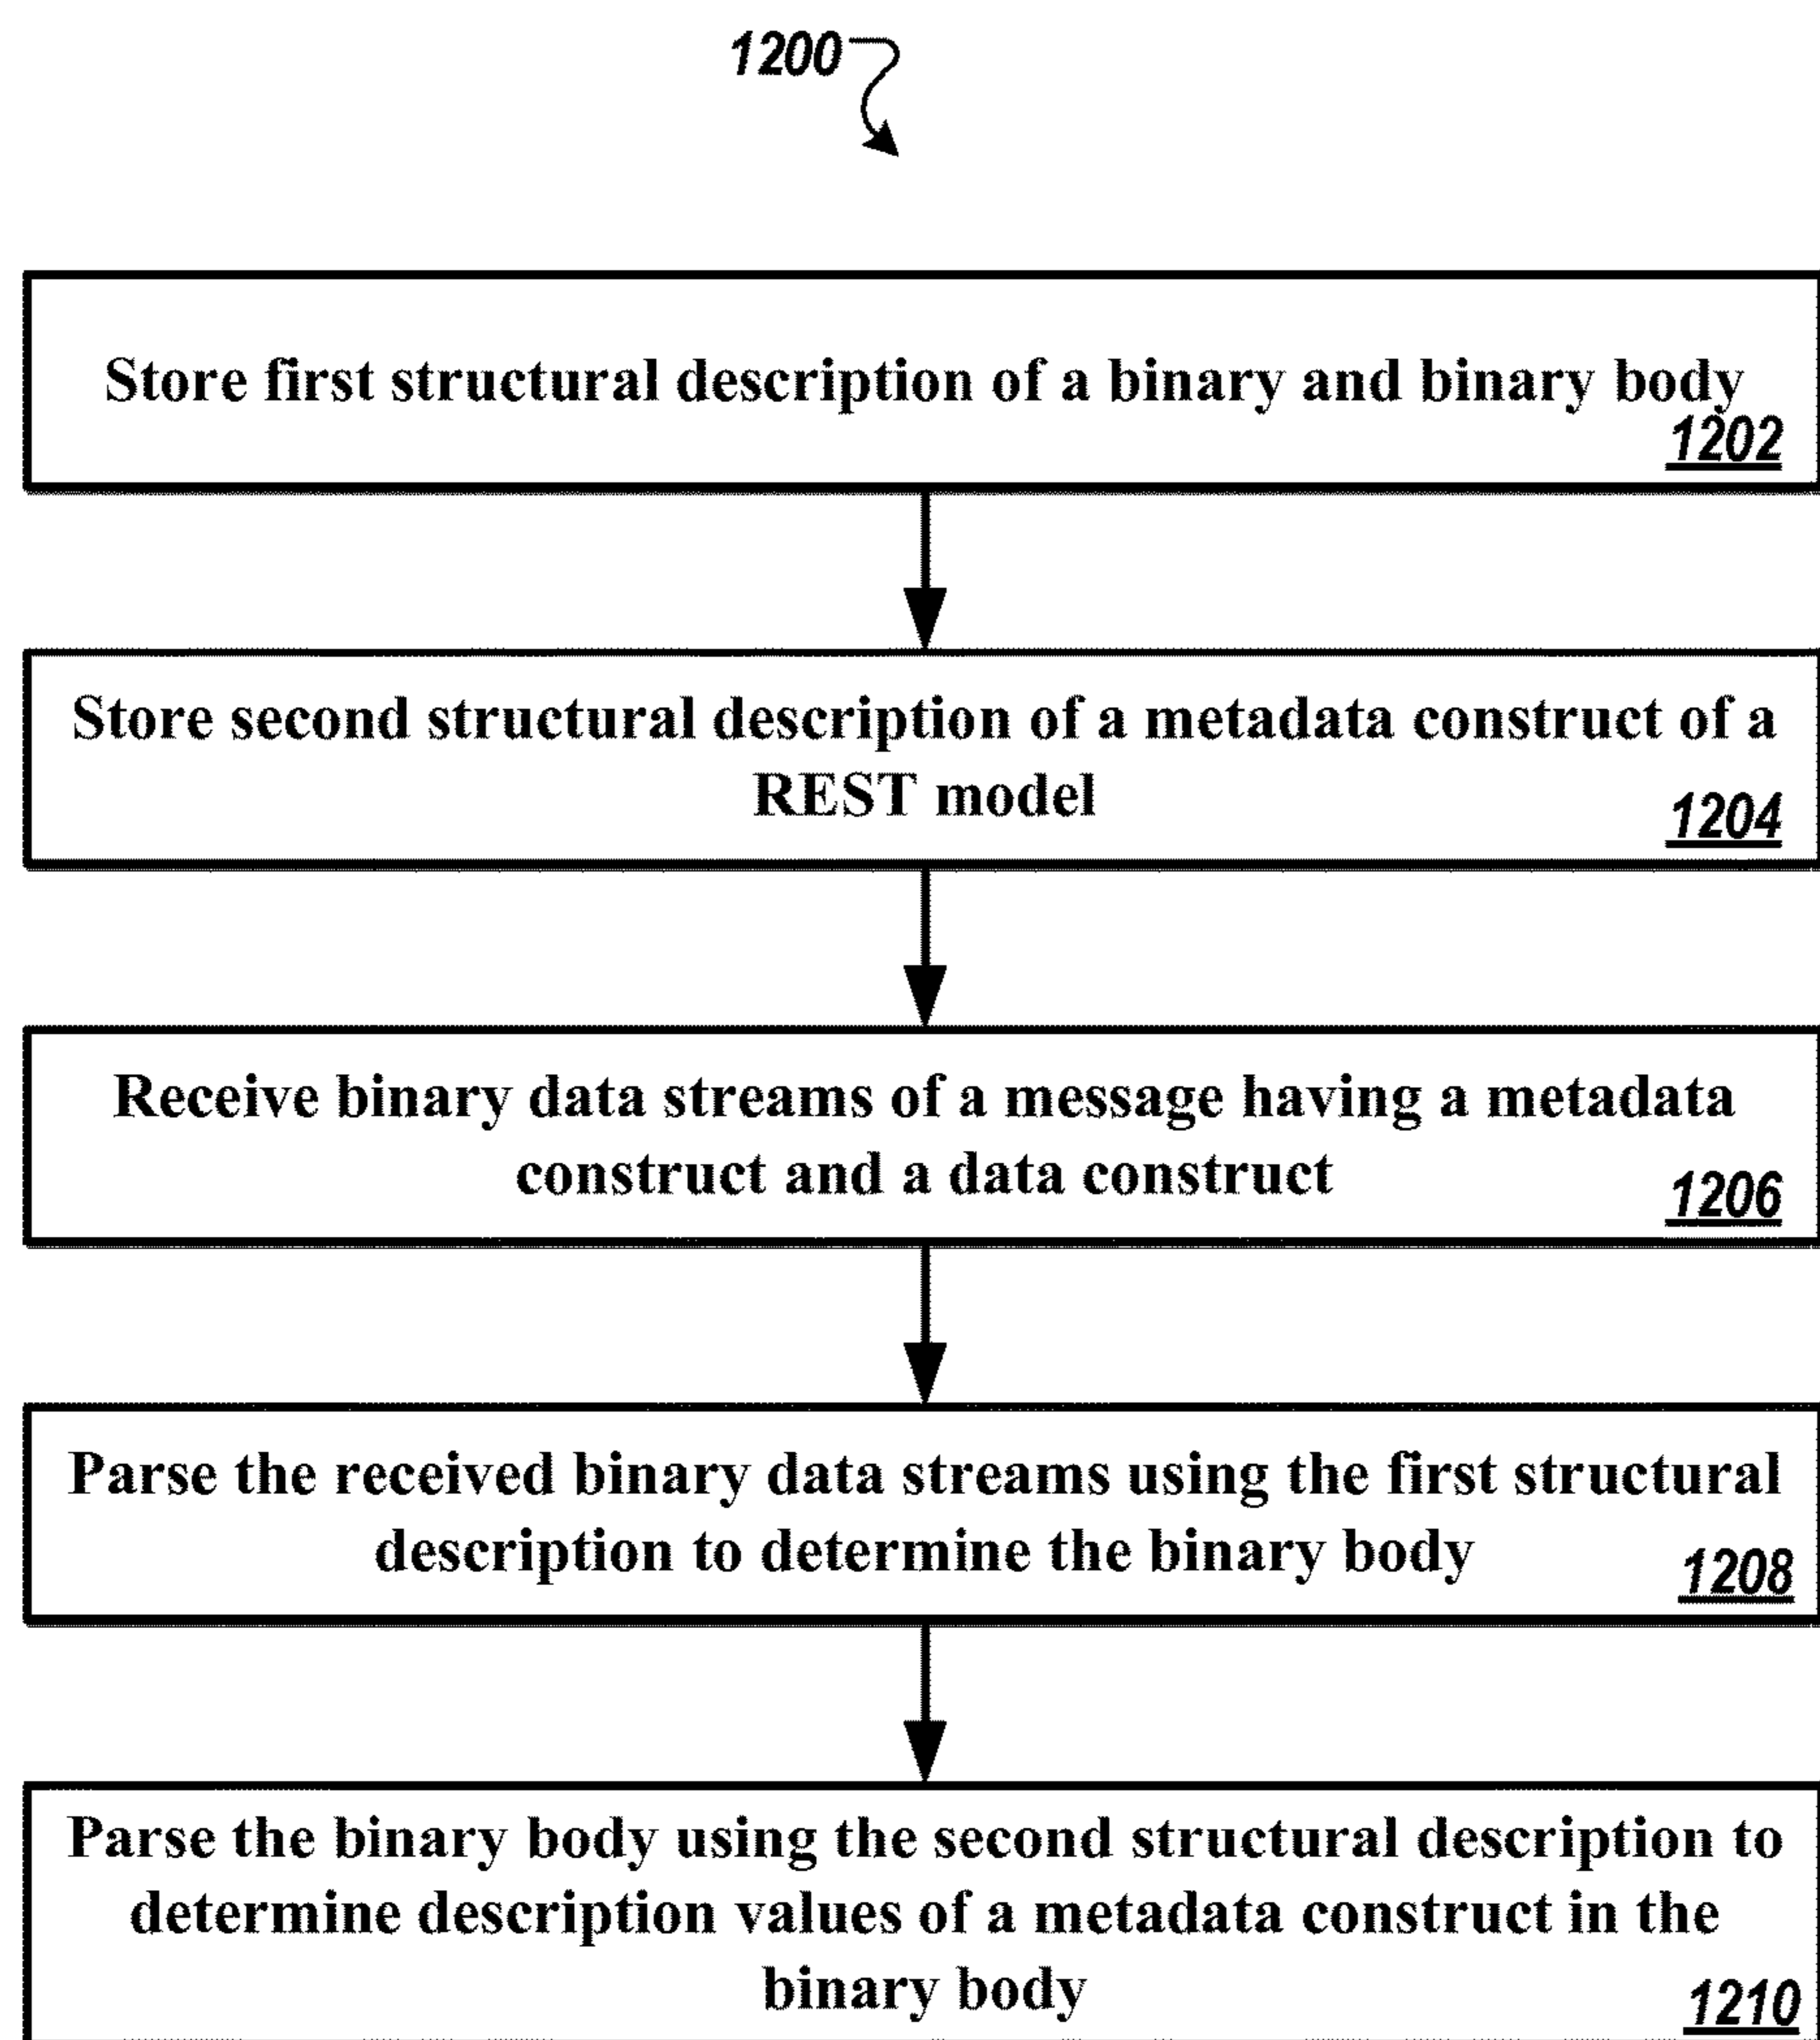 1200
Store first structural description of a binary and binary body
1202
Store second structural description of a metadata construct of a
REST model
1204
Receive binary data streams of a message having a metadata
construct and a data construct
1206
Parse the received binary data streams using the first structural
description to determine the binary body
1208
Parse the binary body using the second structural description to
determine description values of a metadata construct in the
binary body
1210